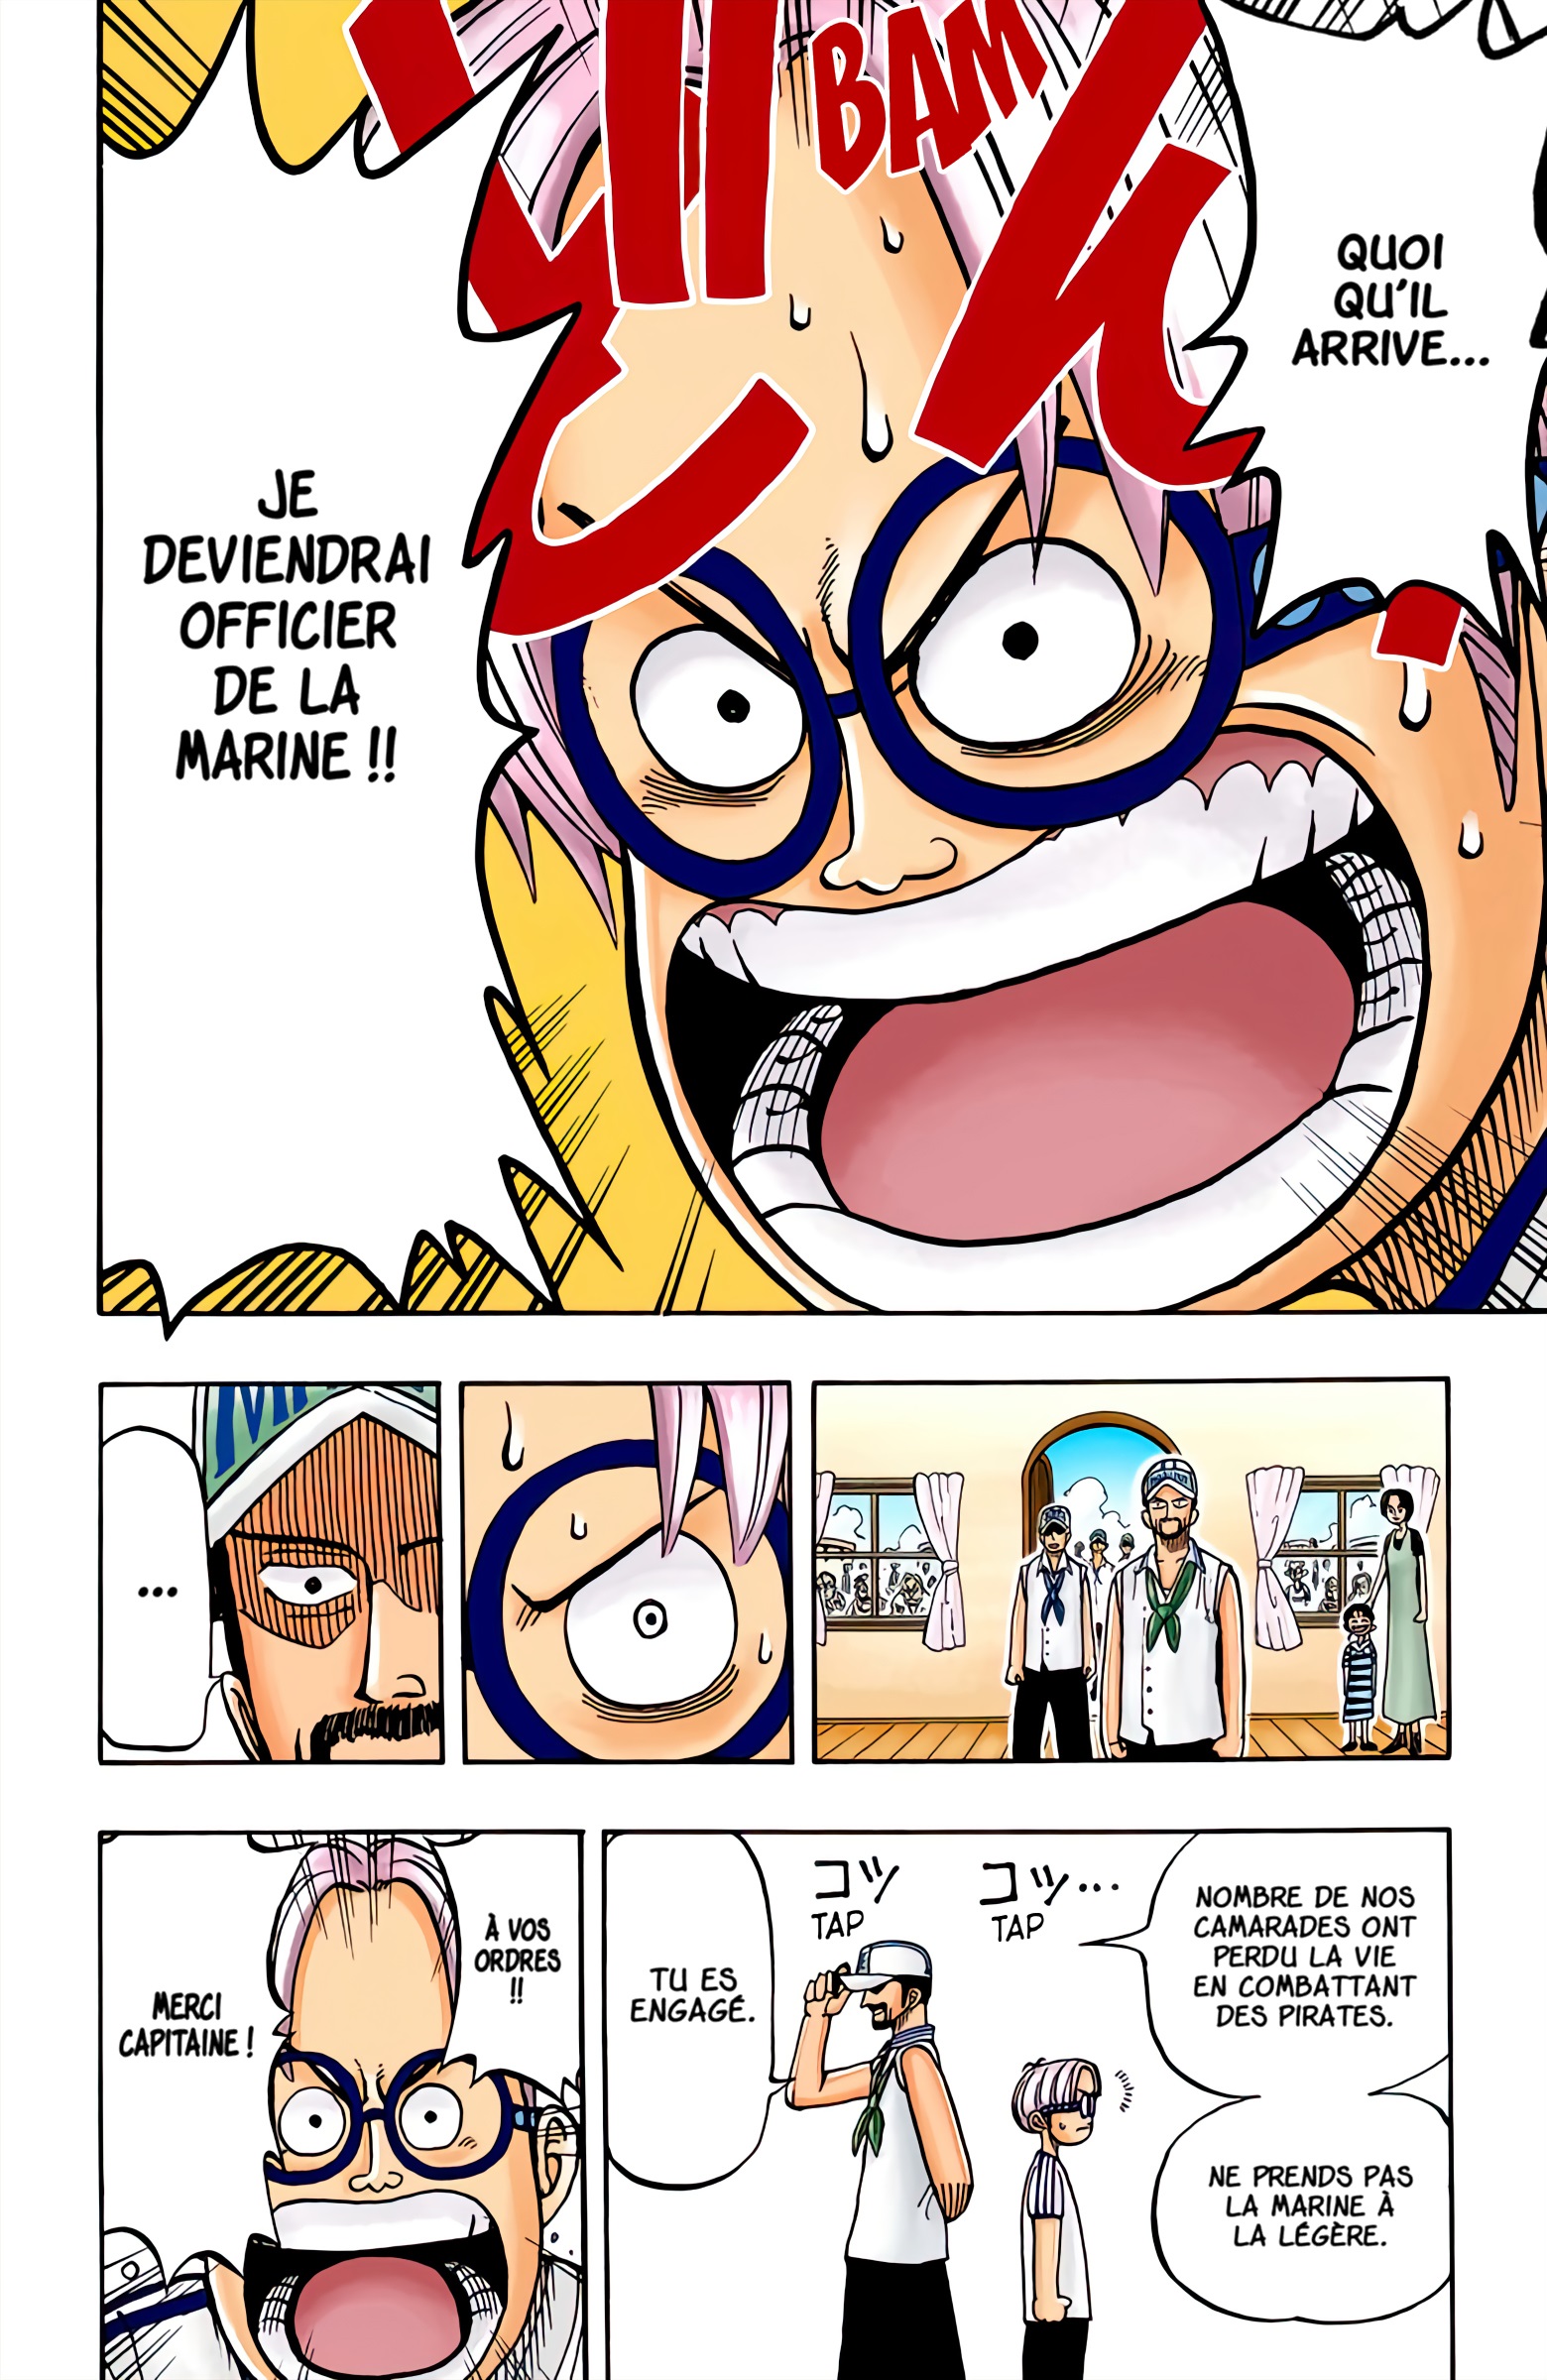 BAM
QUOI
QU'IL
ARRIVE...
JE
DEVIENDRAI
OFFICIER
DE LA
MARINE !!
...
NOMBRE DE NOS
CAMARADES ONT
PERDU LA VIE
EN COMBATTANT
DES PIRATES.
NE PRENDS PAS
LA MARINE À
LA LÉGÈRE.
コツ...
TAP
コツ
TAP
TU ES
ENGAGÉ.
À VOS
ORDRES
!!
MERCI
CAPITAINE !